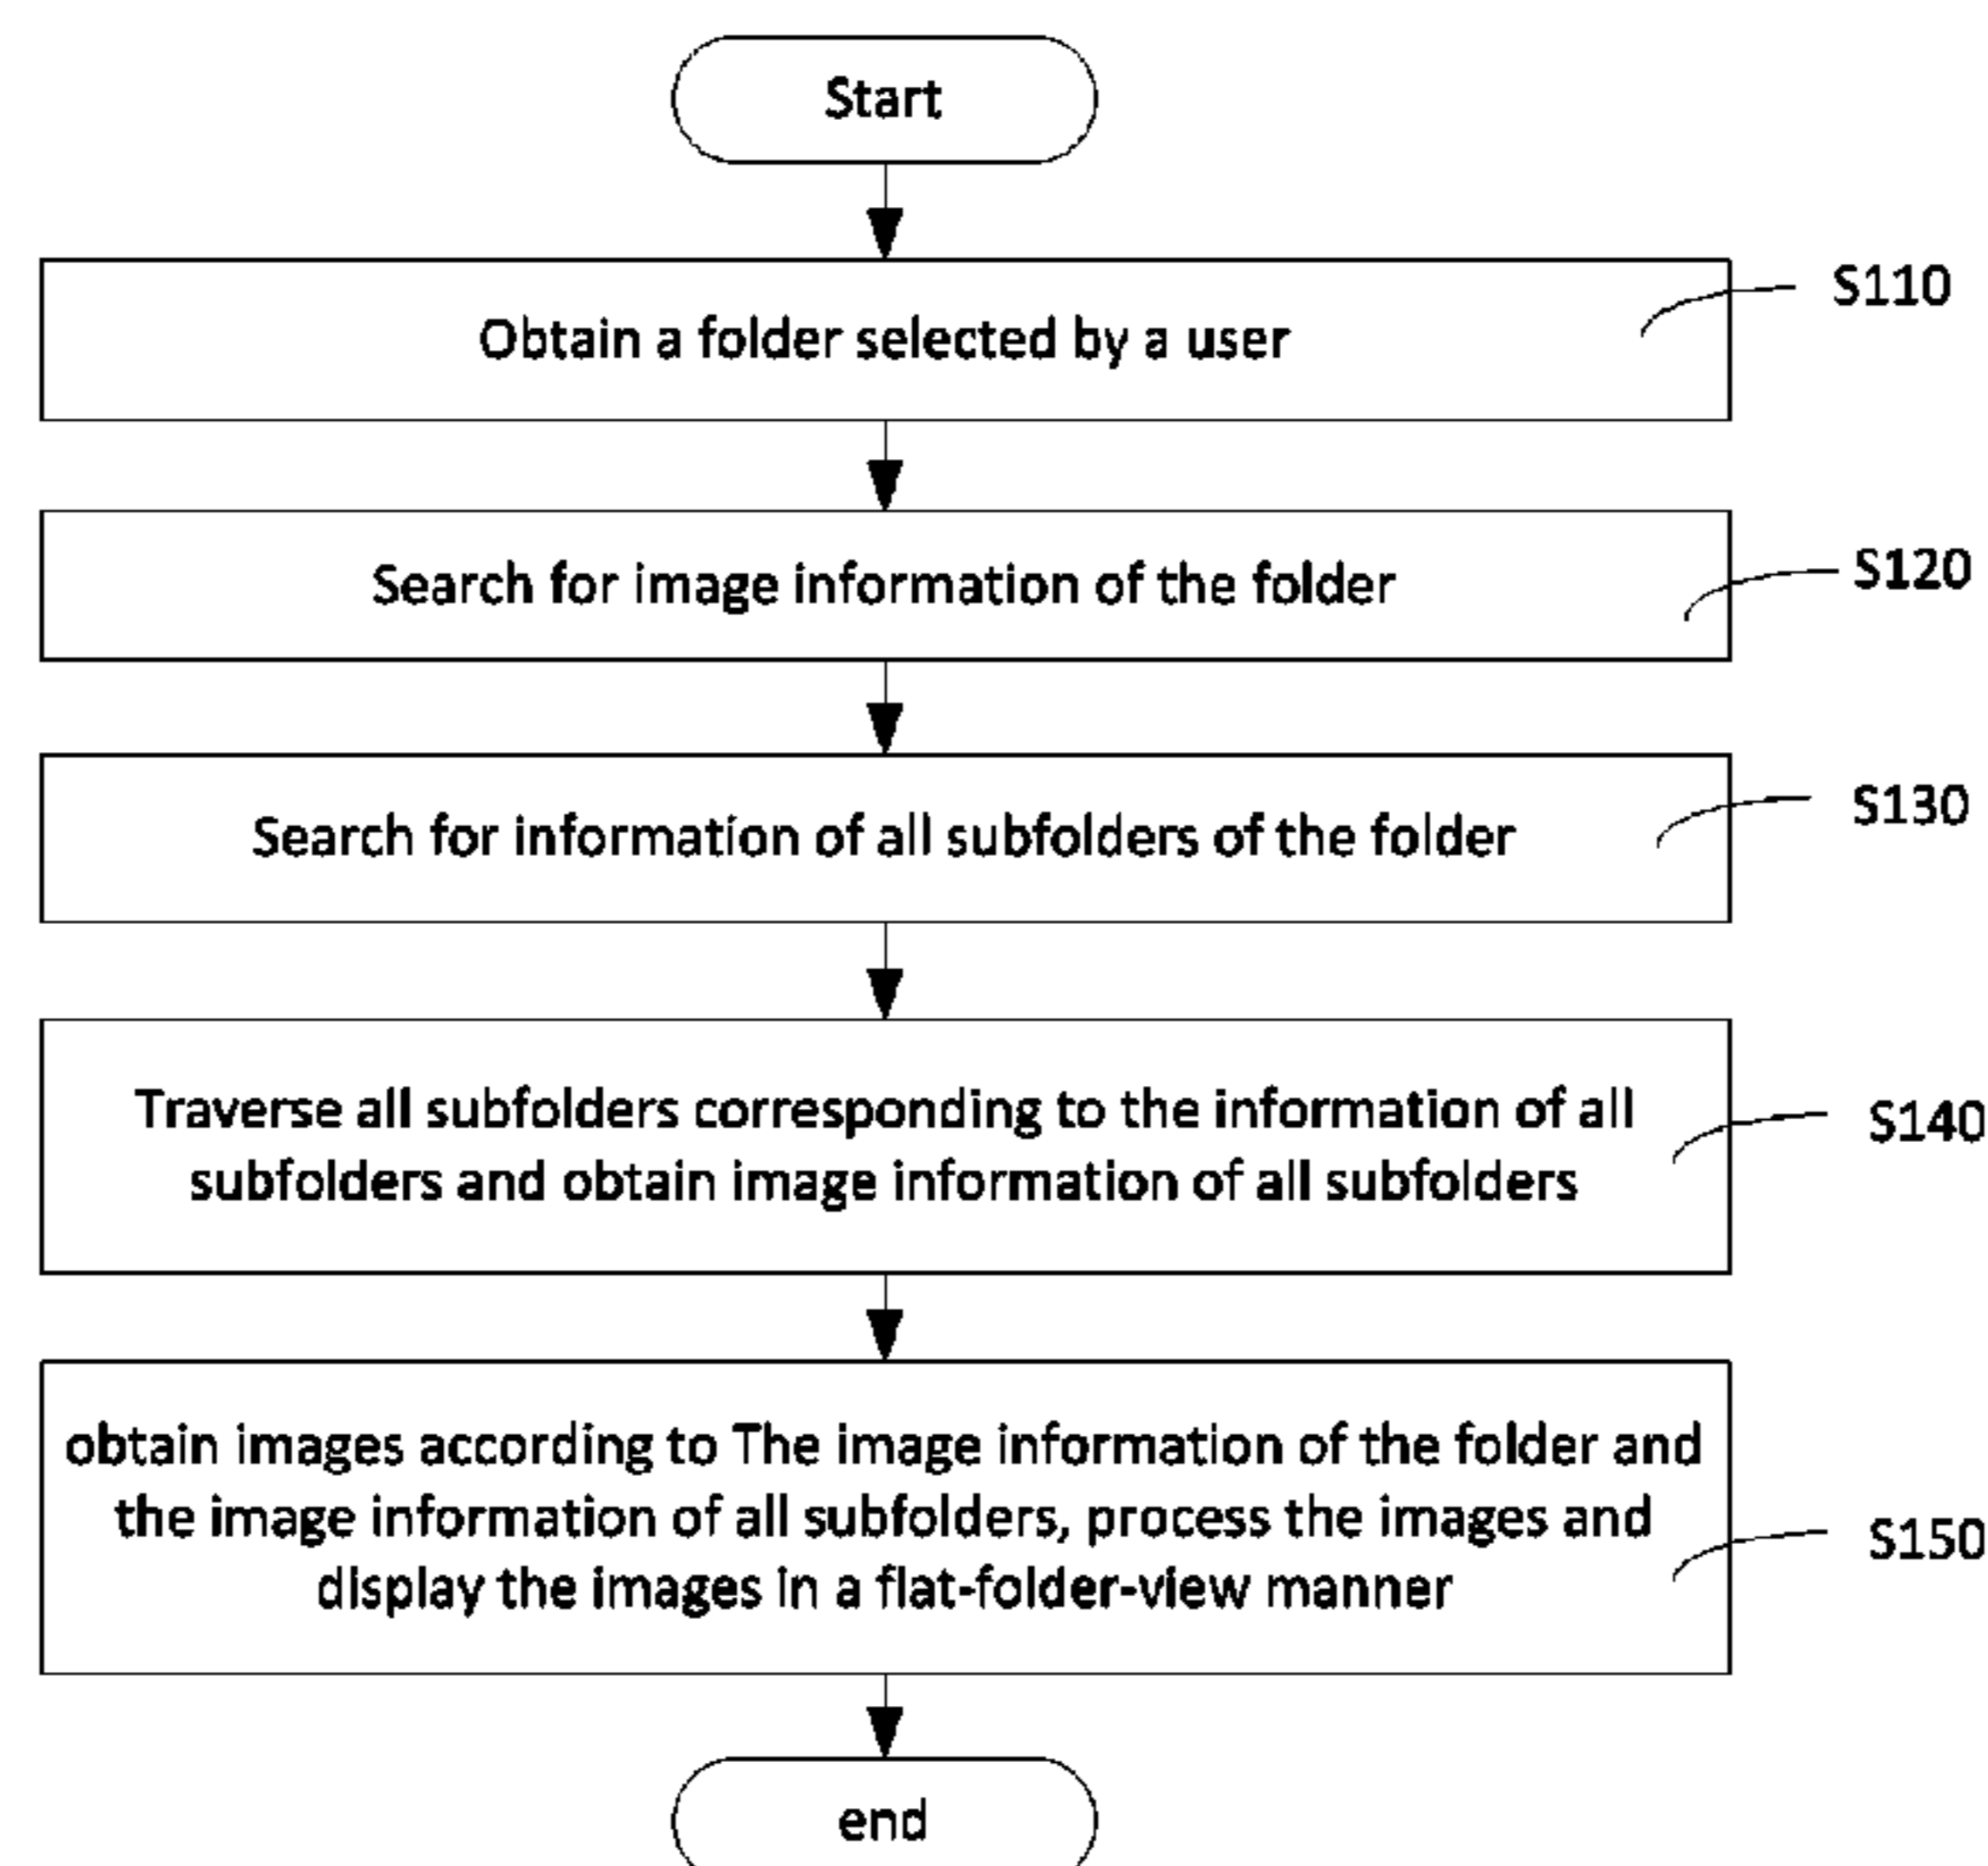 Start
Obtain a folder selected by a user
S110
Search for image information of the folder
S120
Search for information of all subfolders of the folder
S130
Traverse all subfolders corresponding to the information of all
subfolders and obtain image information of all subfolders
S140
obtain images according to The image information of the folder and
the image information of all subfolders, process the images and
display the images in a flat-folder-view manner
S150
end